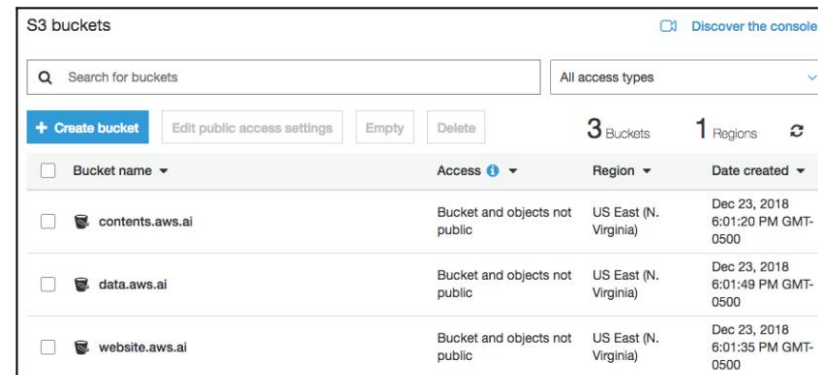 S3 buckets Discover the console
Search for buckets All access types
+ Create bucket Edit public access settings Empty Delete 3 Buckets 1 Regions
Bucket name Access Region Date created
contents.aws.ai Bucket and objects not public US East (N. Virginia) Dec 23, 2018 6:01:20 PM GMT-0500
data.aws.ai Bucket and objects not public US East (N. Virginia) Dec 23, 2018 6:01:49 PM GMT-0500
website.aws.ai Bucket and objects not public US East (N. Virginia) Dec 23, 2018 6:01:35 PM GMT-0500